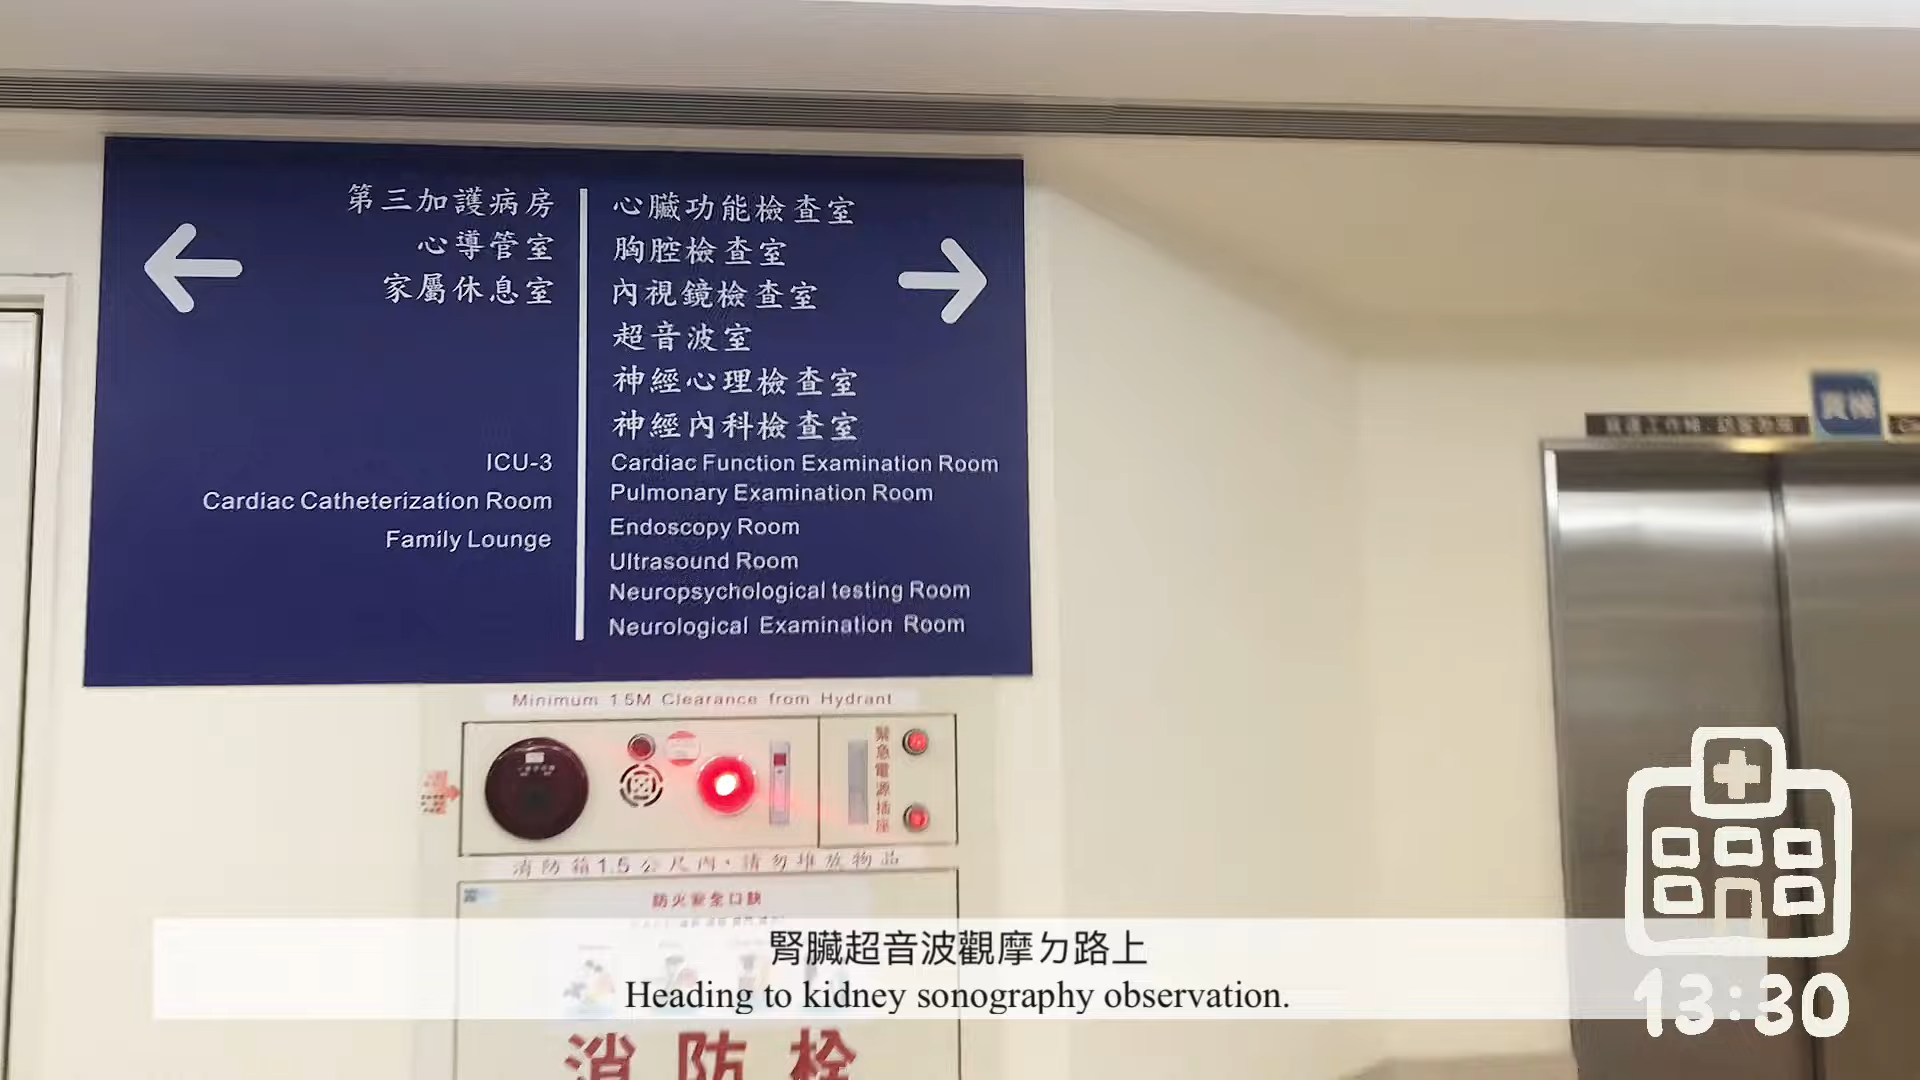 第三加護病房
心導管室
家屬休息室
ICU-3
Cardiac Catheterization Room
Family Lounge
心臟功能檢查室
胸腔檢查室
內視鏡檢查室
超音波室
神經心理檢查室
神經內科檢查室
Cardiac Function Examination Room
Pulmonary Examination Room
Endoscopy Room
Ultrasound Room
Neuropsychological testing Room
Neurological Examination Room
Minimum 1.5M Clearance from Hydrant
緊急電源插座
消防箱1.5公尺內，請勿堆放物品
防火安全口訣
腎臟超音波觀摩ㄉ路上
Heading to kidney sonography observation.
消防栓
13:30